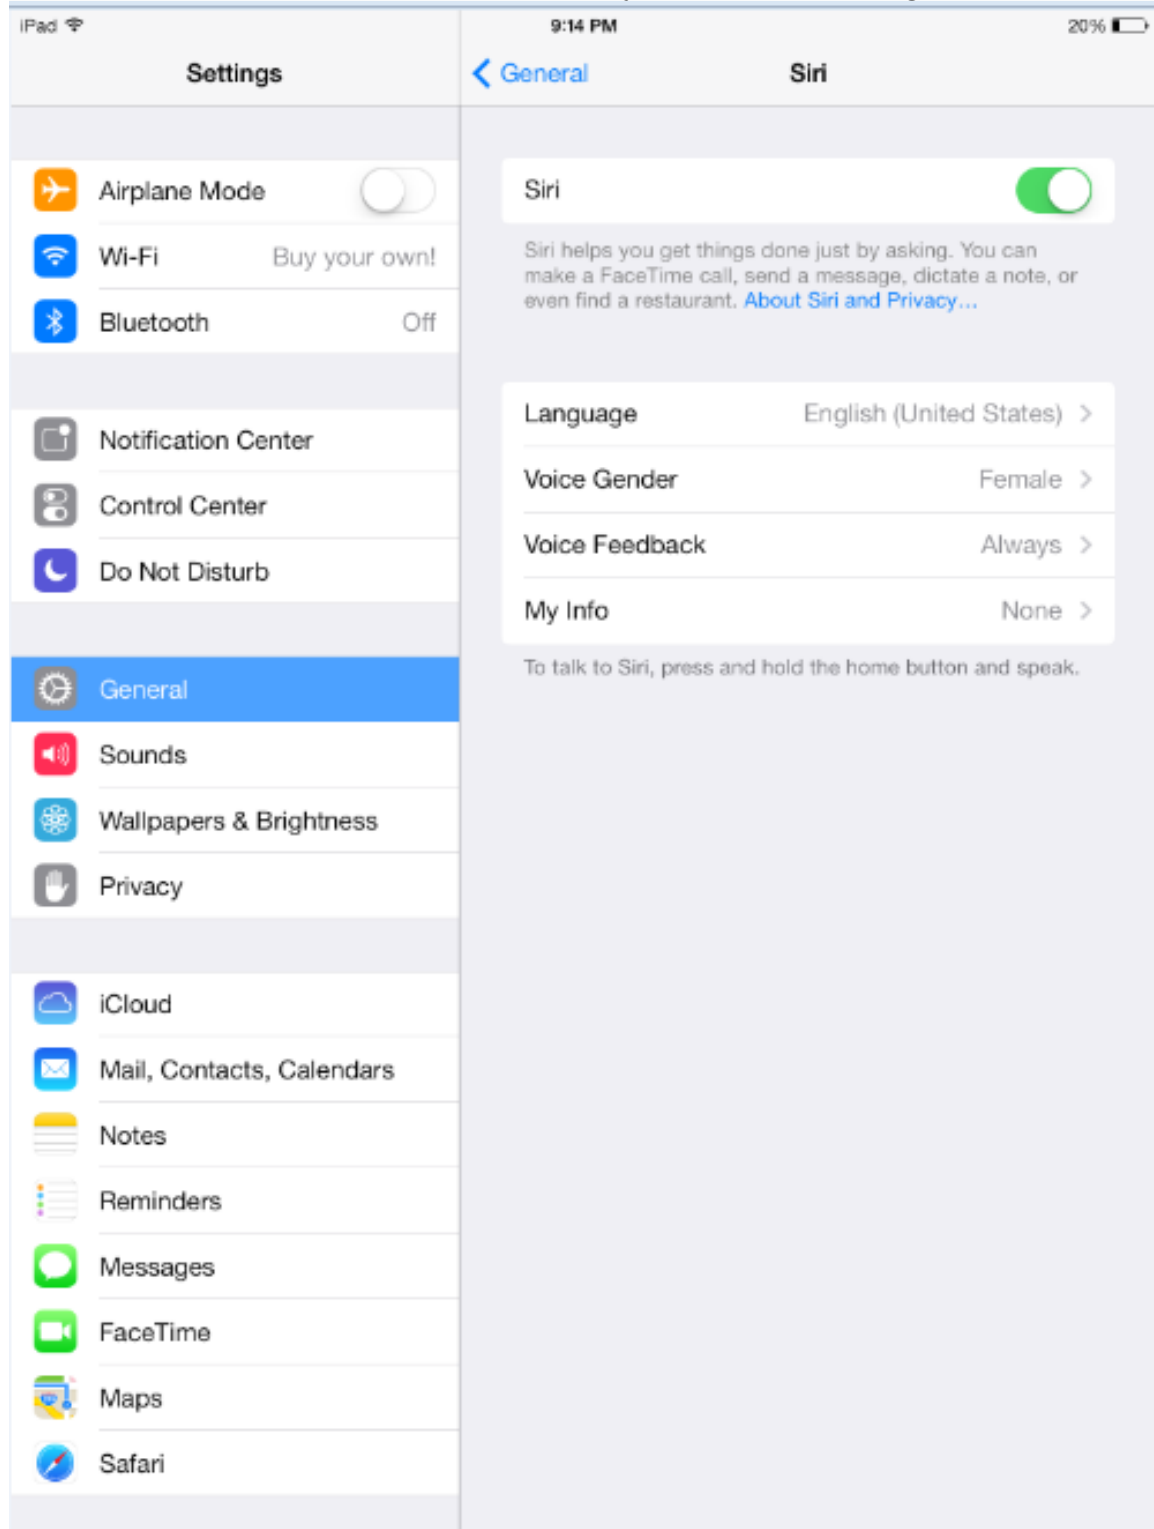 iPad
9:14 PM
20%
Settings
General
Siri
Airplane Mode
Wi-Fi Buy your own!
Bluetooth Off
Notification Center
Control Center
Do Not Disturb
General
Sounds
Wallpapers & Brightness
Privacy
iCloud
Mail, Contacts, Calendars
Notes
Reminders
Messages
FaceTime
Maps
Safari
Siri
Siri helps you get things done just by asking. You can
make a FaceTime call, send a message, dictate a note, or
even find a restaurant. About Siri and Privacy...
Language English (United States)
Voice Gender Female
Voice Feedback Always
My Info None
To talk to Siri, press and hold the home button and speak.